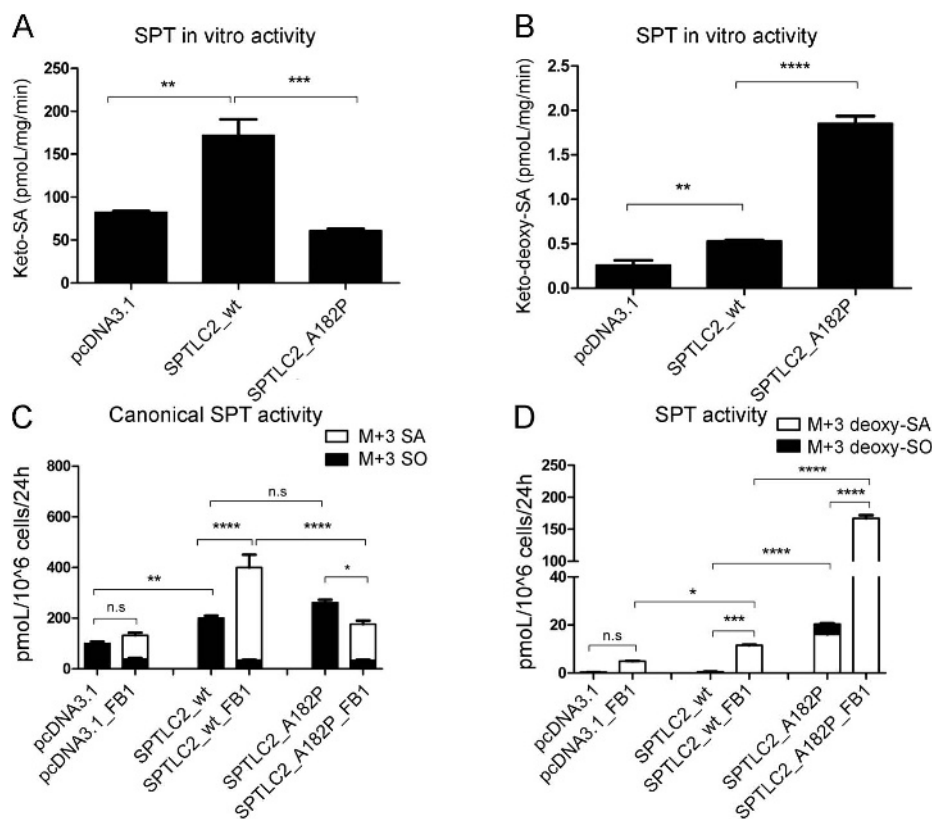 A
SPT in vitro activity
Keto-SA (pmoL/mg/min)
250
200
150
100
50
0
**
***
pcDNA3.1
SPTLC2_wt
SPTLC2_A182P
B
SPT in vitro activity
Keto-deoxy-SA (pmoL/mg/min)
2.5
2.0
1.5
1.0
0.5
0.0
**
****
pcDNA3.1
SPTLC2_wt
SPTLC2_A182P
C
Canonical SPT activity
M+3 SA
M+3 SO
pmoL/10^6 cells/24h
800
600
400
200
0
n.s
**
****
n.s
****
*
pcDNA3.1
pcDNA3.1_FB1
SPTLC2_wt
SPTLC2_wt_FB1
SPTLC2_A182P
SPTLC2_A182P_FB1
D
SPT activity
M+3 deoxy-SA
M+3 deoxy-SO
pmoL/10^6 cells/24h
250
200
150
100
50
40
20
0
n.s
*
***
****
****
****
pcDNA3.1
pcDNA3.1_FB1
SPTLC2_wt
SPTLC2_wt_FB1
SPTLC2_A182P
SPTLC2_A182P_FB1